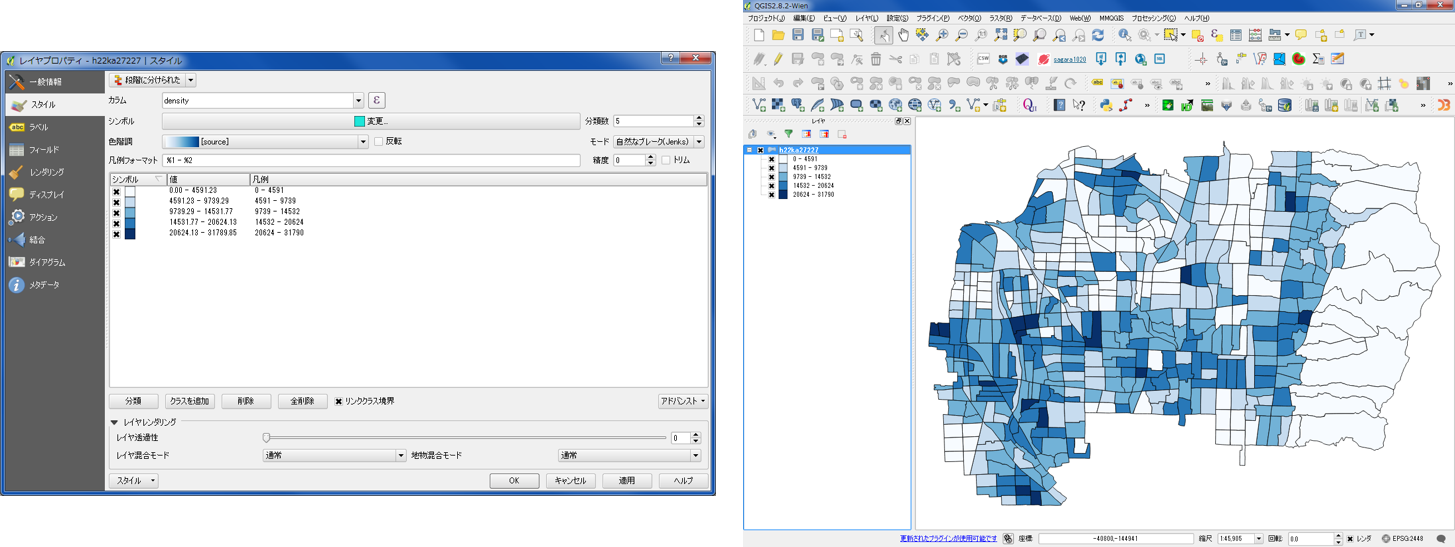 レイヤプロパティ - h22ka27227 | スタイル
一般情報
スタイル
ラベル
フィールド
レンダリング
ディスプレイ
アクション
結合
ダイアグラム
メタデータ
段階に分けられた
カラム density ε
シンボル 変更... 分類数 5
色階調 [source] 反転 モード 自然なブレーク(Jenks)
凡例フォーマット %1 - %2 精度 0 トリム
シンボル 値 凡例
0.00 - 4591.23 0 - 4591
4591.23 - 9739.29 4591 - 9739
9739.29 - 14531.77 9739 - 14532
14531.77 - 20624.13 14532 - 20624
20624.13 - 31789.85 20624 - 31790
分類 クラスを追加 削除 全削除 リンククラス境界 アドバンスト
レイヤレンダリング
レイヤ透過性 0
レイヤ混合モード 通常 地物混合モード 通常
スタイル OK キャンセル 適用 ヘルプ
QGIS2.8.2-Wien
プロジェクト(J) 編集(E) ビュー(V) レイヤ(L) 設定(S) プラグイン(P) ベクタ(O) ラスタ(R) データベース(D) Web(W) MMQGIS プロセッシング(C) ヘルプ(H)
CSW sagara1020
レイヤ
h22ka27227
0 - 4591
4591 - 9739
9739 - 14532
14532 - 20624
20624 - 31790
更新されたプラグインが使用可能です 座標: -40800,-144941 縮尺 1:45,985 回転: 0.0 レンダ EPSG:2448